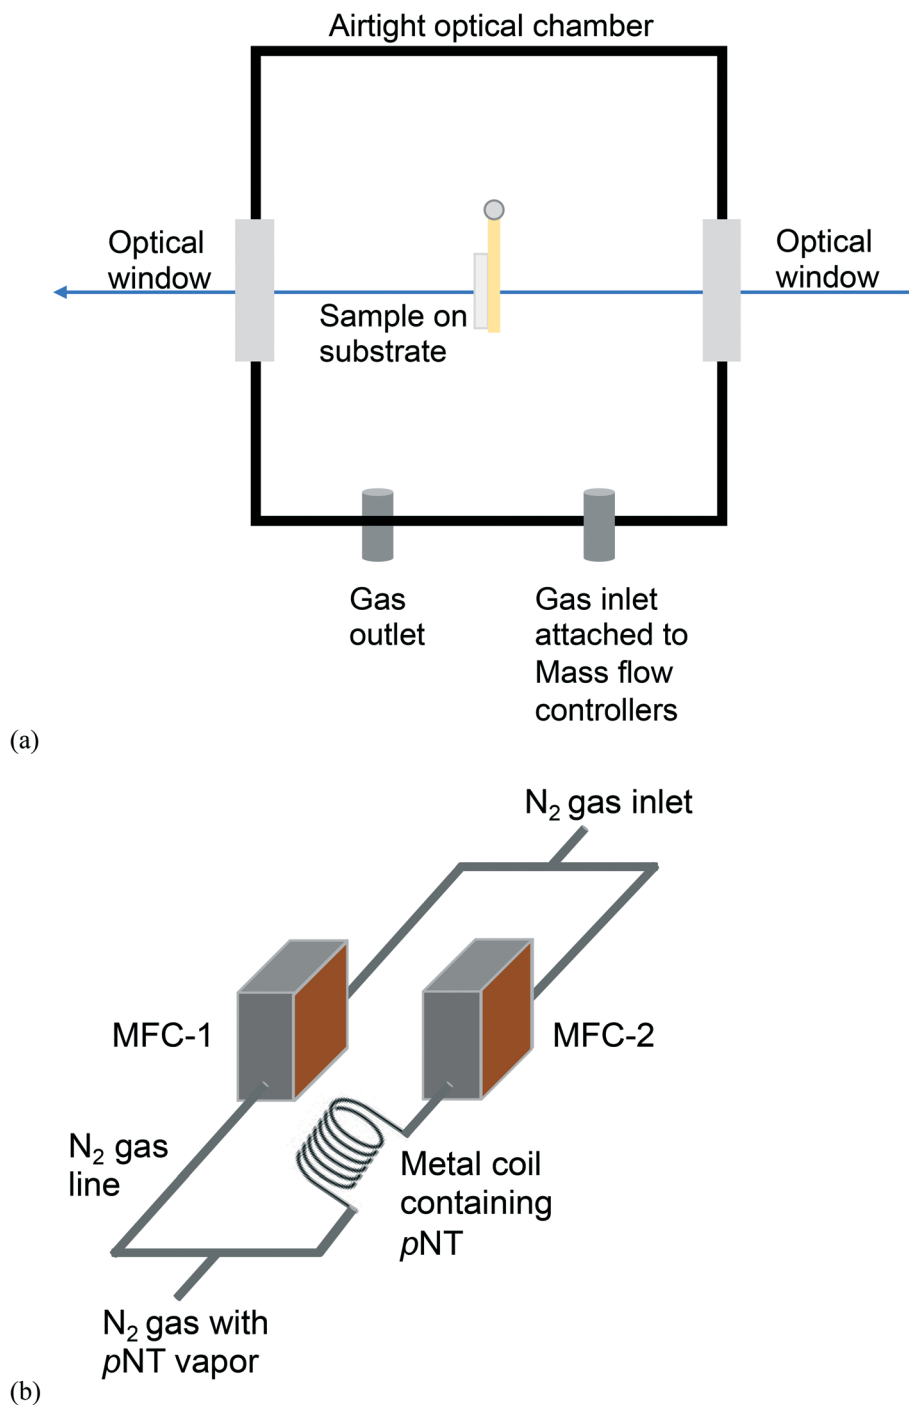 Airtight optical chamber
Optical
window
Optical
window
Sample on
substrate
Gas
outlet
Gas inlet
attached to
Mass flow
controllers
(a)
N₂ gas inlet
MFC-1
MFC-2
N₂ gas
line
Metal coil
containing
pNT
N₂ gas with
pNT vapor
(b)